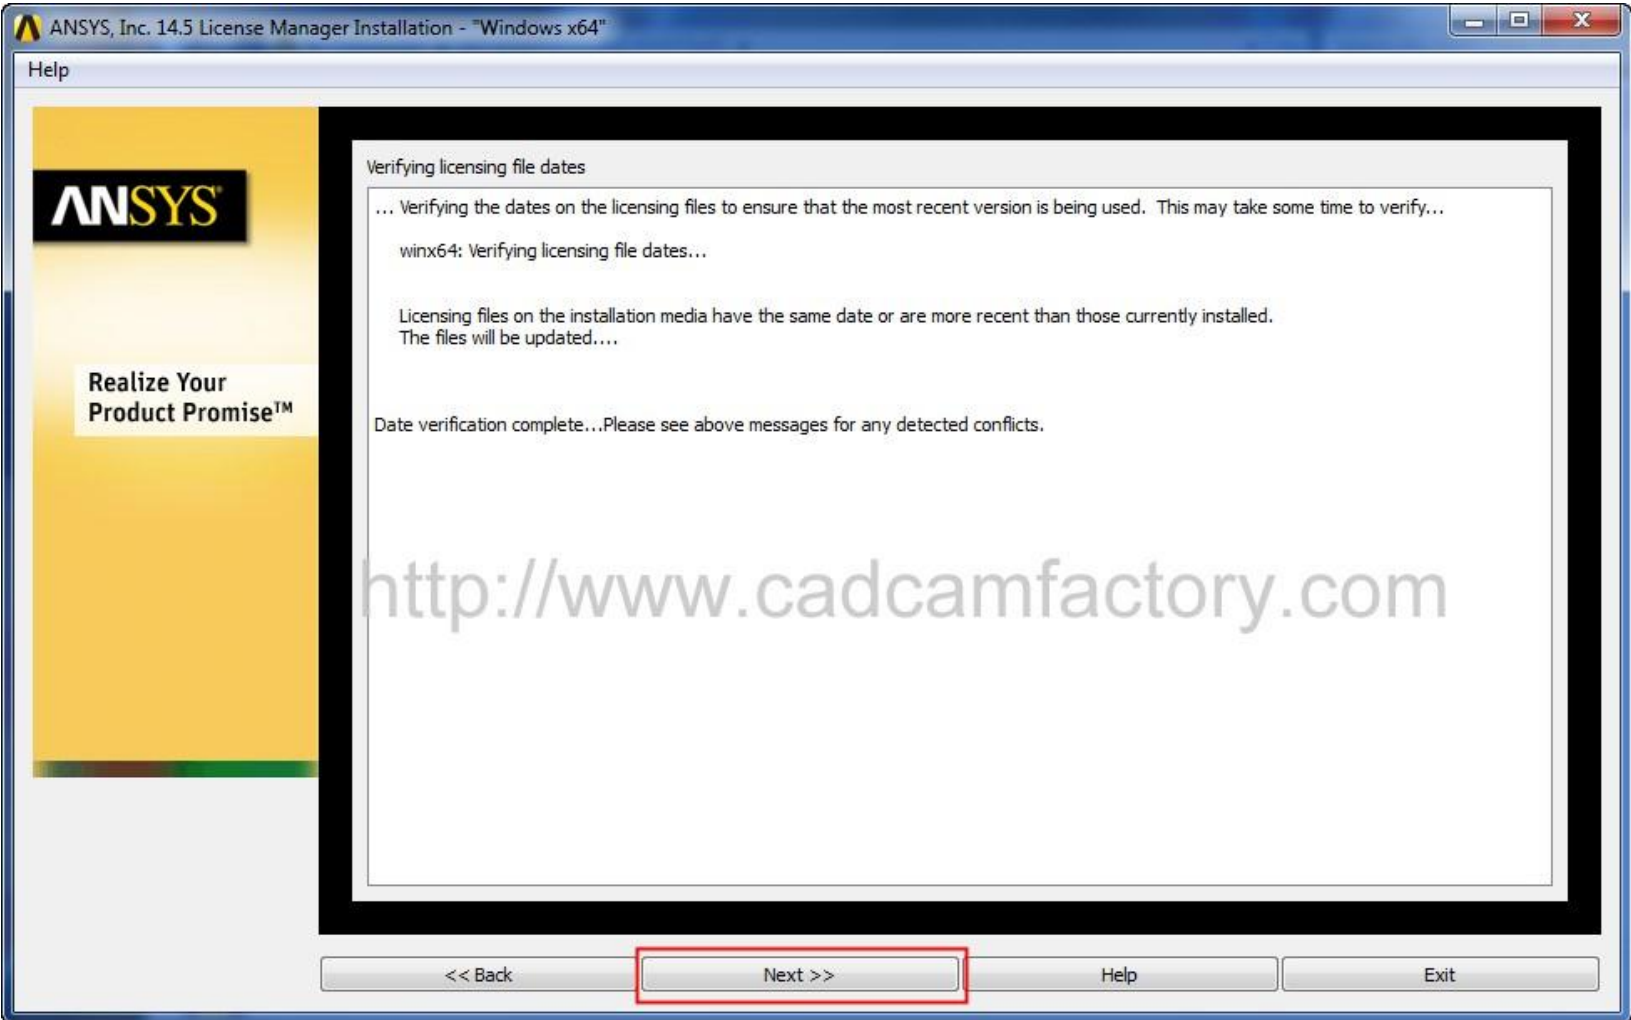 ANSYS, Inc. 14.5 License Manager Installation - "Windows x64"
Help
ANSYS®
Realize Your
Product Promise™
Verifying licensing file dates
... Verifying the dates on the licensing files to ensure that the most recent version is being used.  This may take some time to verify...
winx64: Verifying licensing file dates...
Licensing files on the installation media have the same date or are more recent than those currently installed.
The files will be updated....
Date verification complete...Please see above messages for any detected conflicts.
http://www.cadcamfactory.com
<< Back
Next >>
Help
Exit